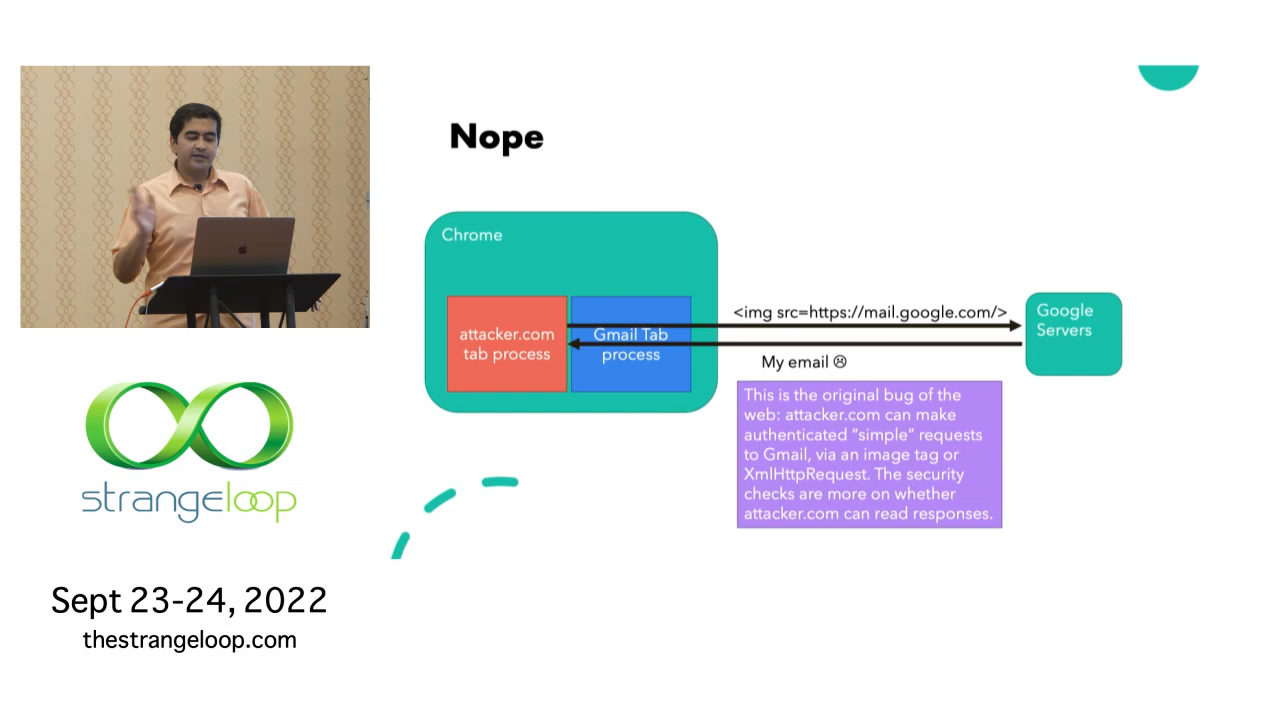 Nope
Chrome
attacker.com
tab process
Gmail Tab
process
<img src=https://mail.google.com/>
My email ☹
Google
Servers
This is the original bug of the
web: attacker.com can make
authenticated “simple” requests
to Gmail, via an image tag or
XmlHttpRequest. The security
checks are more on whether
attacker.com can read responses.
strangeloop
Sept 23-24, 2022
thestrangeloop.com